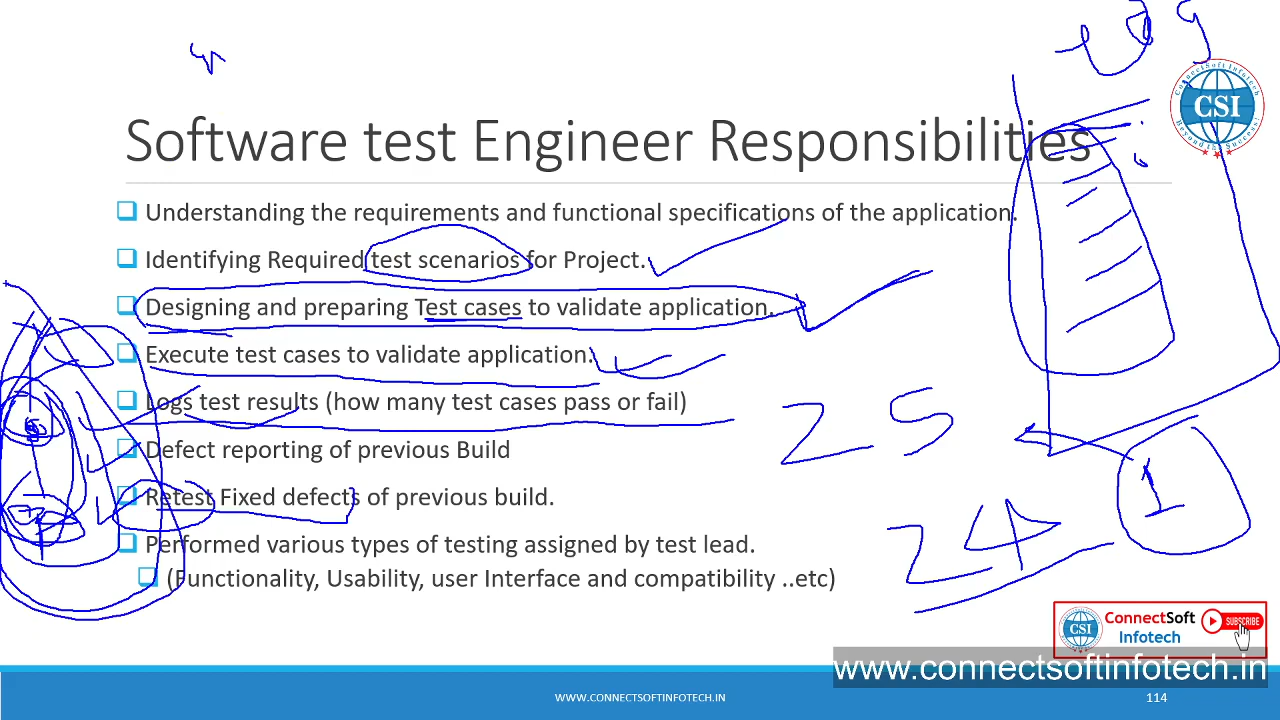 Software test Engineer Responsibilities
CSI
Understanding the requirements and functional specifications of the application.
Identifying Required test scenarios for Project.
Designing and preparing Test cases to validate application.
Execute test cases to validate application.
Logs test results (how many test cases pass or fail)
25
Defect reporting of previous Build
1
Retest Fixed defects of previous build.
24
Performed various types of testing assigned by test lead.
(Functionality, Usability, user Interface and compatibility ..etc)
CSI
ConnectSoft
Infotech
SUBSCRIBE
www.connectsoftinfotech.in
WWW.CONNECTSOFTINFOTECH.IN
114